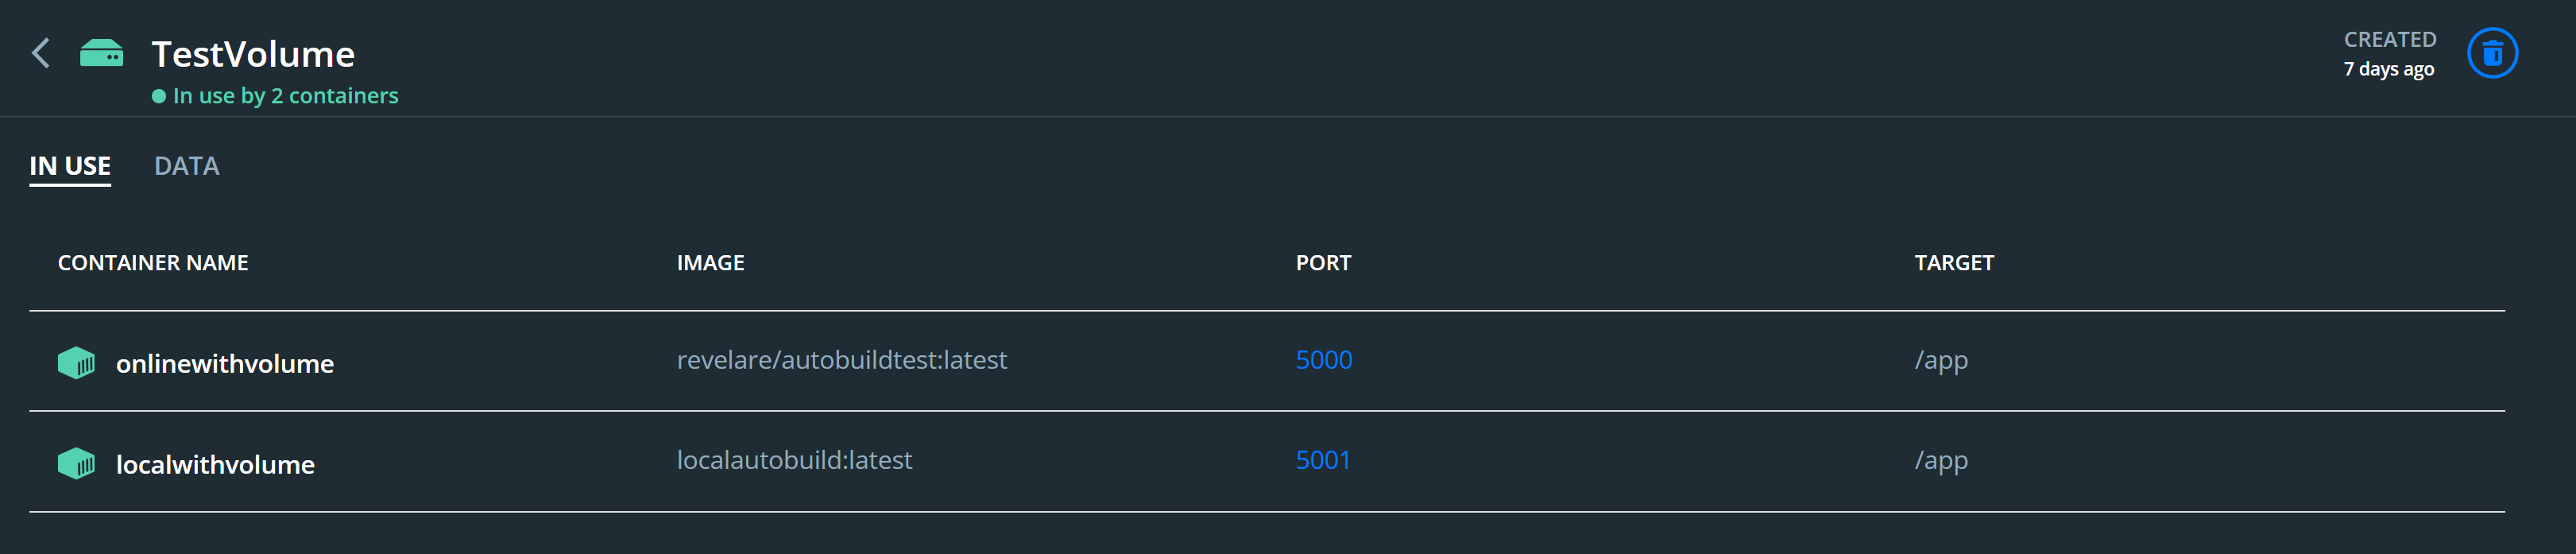 TestVolume
In use by 2 containers
CREATED
7 days ago
IN USE DATA
CONTAINER NAME IMAGE PORT TARGET
onlinewithvolume revelare/autobuildtest:latest 5000 /app
localwithvolume localautobuild:latest 5001 /app